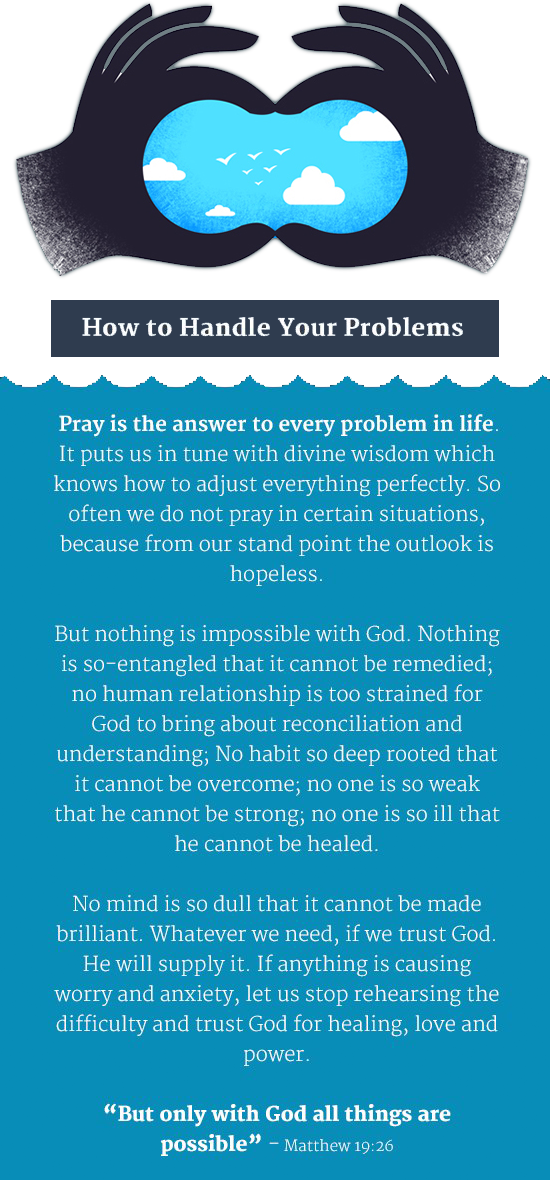 How to Handle Your Problems
Pray is the answer to every problem in life.
It puts us in tune with divine wisdom which
knows how to adjust everything perfectly. So
often we do not pray in certain situations,
because from our stand point the outlook is
hopeless.
But nothing is impossible with God. Nothing
is so-entangled that it cannot be remedied;
no human relationship is too strained for
God to bring about reconciliation and
understanding; No habit so deep rooted that
it cannot be overcome; no one is so weak
that he cannot be strong; no one is so ill that
he cannot be healed.
No mind is so dull that it cannot be made
brilliant. Whatever we need, if we trust God.
He will supply it. If anything is causing
worry and anxiety, let us stop rehearsing the
difficulty and trust God for healing, love and
power.
“But only with God all things are
possible” – Matthew 19:26